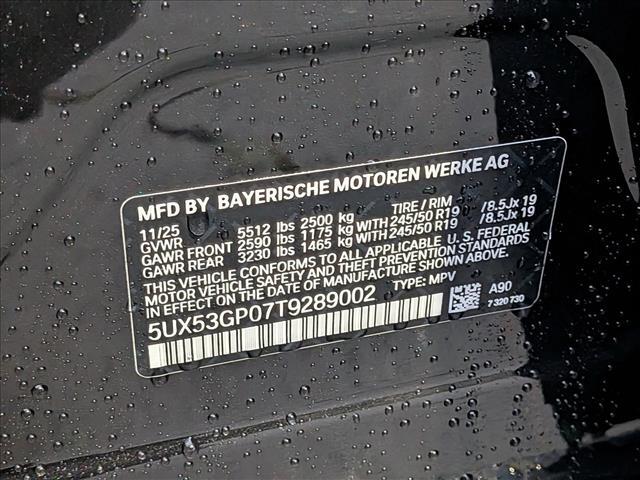 MFD BY BAYERISCHE MOTOREN WERKE AG
11/25 TIRE / RIM
GVWR 5512 lbs 2500 kg
GAWR FRONT 2590 lbs 1175 kg WITH 245/50 R19 /8.5Jx 19
GAWR REAR 3230 lbs 1465 kg WITH 245/50 R19 /8.5Jx 19
THIS VEHICLE CONFORMS TO ALL APPLICABLE U. S. FEDERAL
MOTOR VEHICLE SAFETY AND THEFT PREVENTION STANDARDS
IN EFFECT ON THE DATE OF MANUFACTURE SHOWN ABOVE.
5UX53GP07T9289002 TYPE: MPV
A90
7 320 730